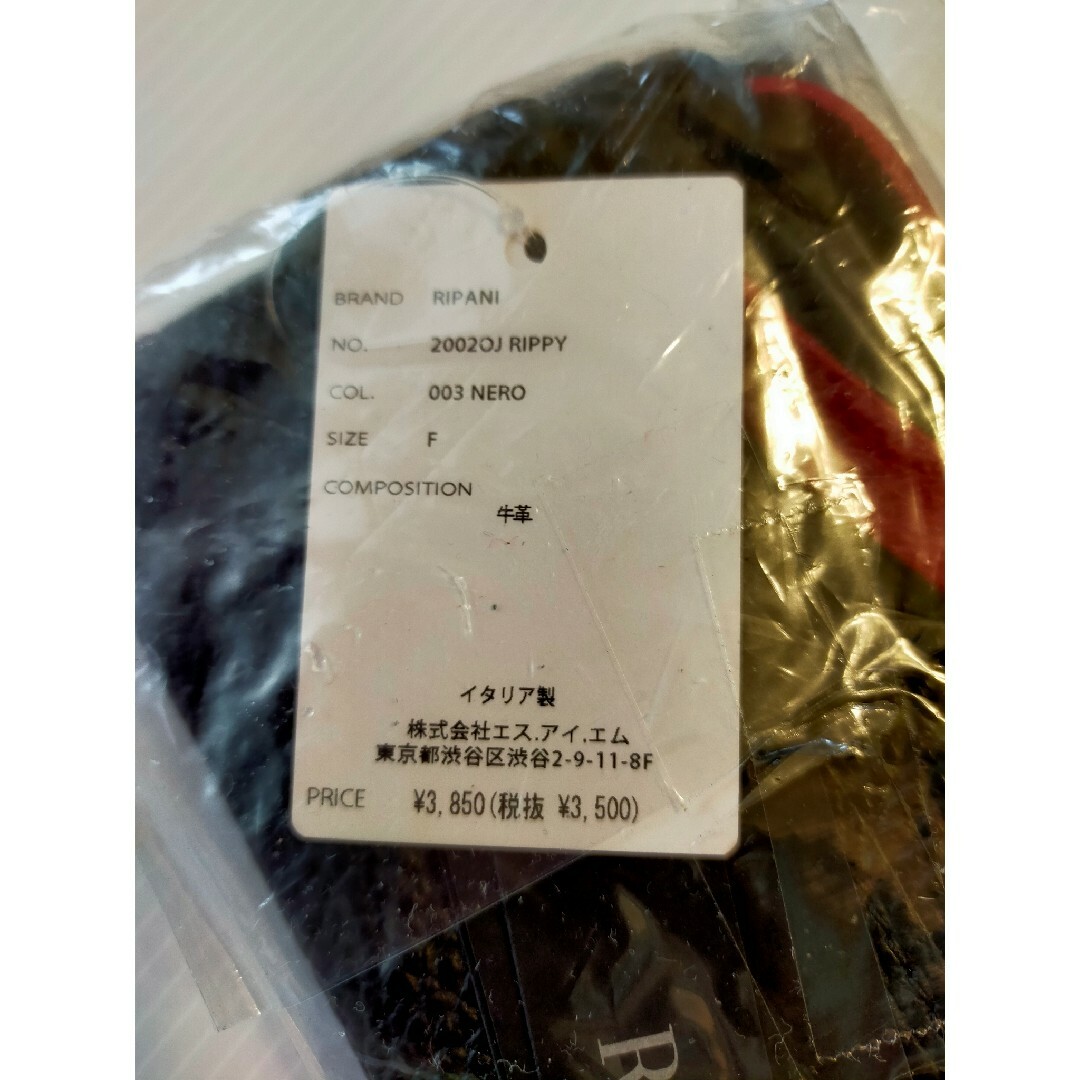 BRAND RIPANI
NO. 2002OJ RIPPY
COL. 003 NERO
SIZE F
COMPOSITION
牛革
イタリア製
株式会社エス.アイ.エム
東京都渋谷区渋谷2-9-11-8F
PRICE ¥3,850(税抜 ¥3,500)
R